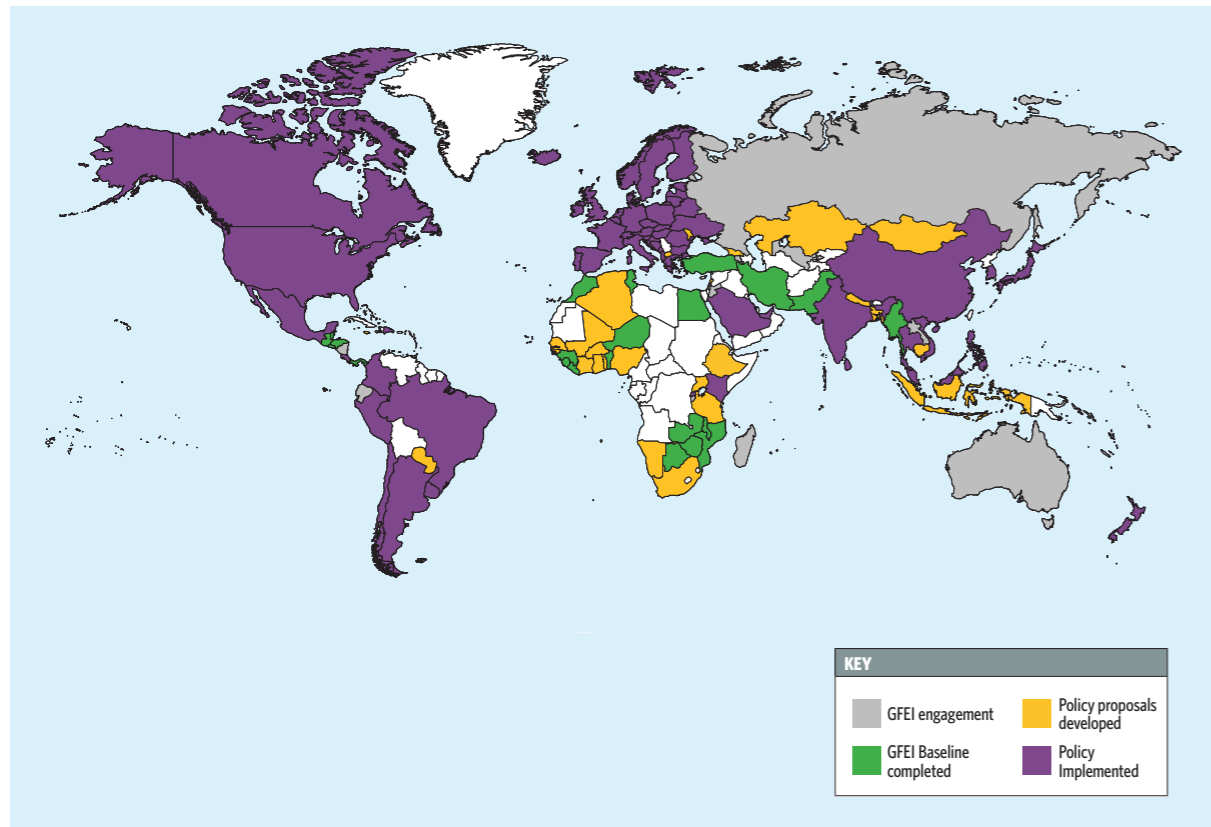 KEY
GFEI engagement
Policy proposals
developed
GFEI Baseline
completed
Policy
Implemented